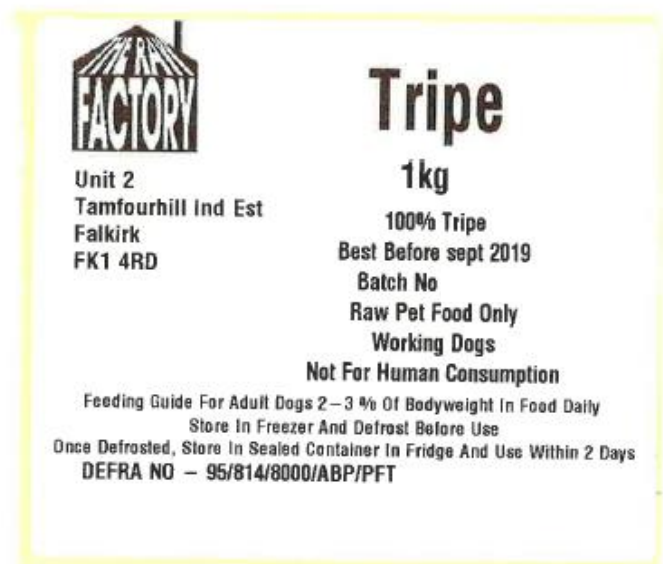 THE RAW
FACTORY
Unit 2
Tamfourhill Ind Est
Falkirk
FK1 4RD
Tripe
1kg
100% Tripe
Best Before sept 2019
Batch No
Raw Pet Food Only
Working Dogs
Not For Human Consumption
Feeding Guide For Adult Dogs 2–3 % Of Bodyweight In Food Daily
Store In Freezer And Defrost Before Use
Once Defrosted, Store In Sealed Container In Fridge And Use Within 2 Days
DEFRA NO – 95/814/8000/ABP/PFT